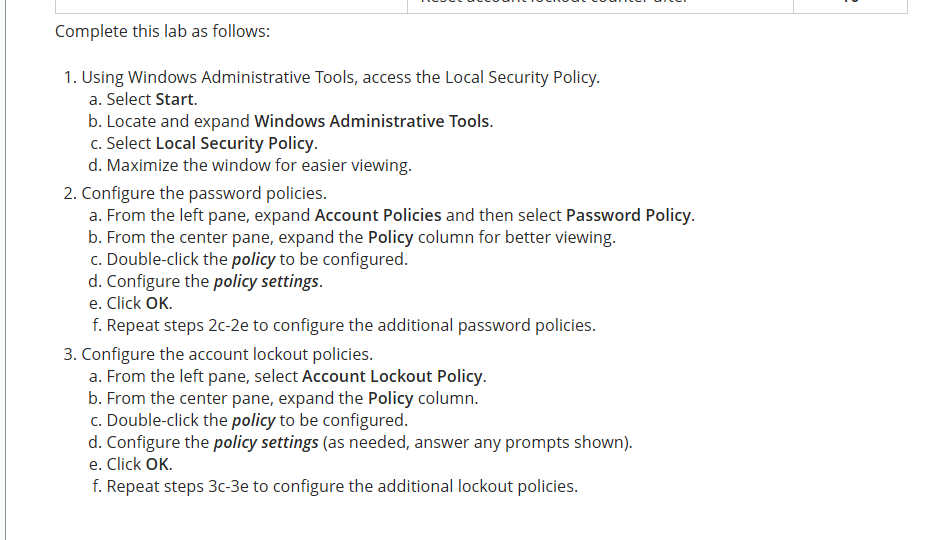 Complete this lab as follows:
1. Using Windows Administrative Tools, access the Local Security Policy.
a. Select Start.
b. Locate and expand Windows Administrative Tools.
c. Select Local Security Policy.
d. Maximize the window for easier viewing.
2. Configure the password policies.
a. From the left pane, expand Account Policies and then select Password Policy.
b. From the center pane, expand the Policy column for better viewing.
c. Double-click the policy to be configured.
d. Configure the policy settings.
e. Click OK.
f. Repeat steps 2c-2e to configure the additional password policies.
3. Configure the account lockout policies.
a. From the left pane, select Account Lockout Policy.
b. From the center pane, expand the Policy column.
c. Double-click the policy to be configured.
d. Configure the policy settings (as needed, answer any prompts shown).
e. Click OK.
f. Repeat steps 3c-3e to configure the additional lockout policies.